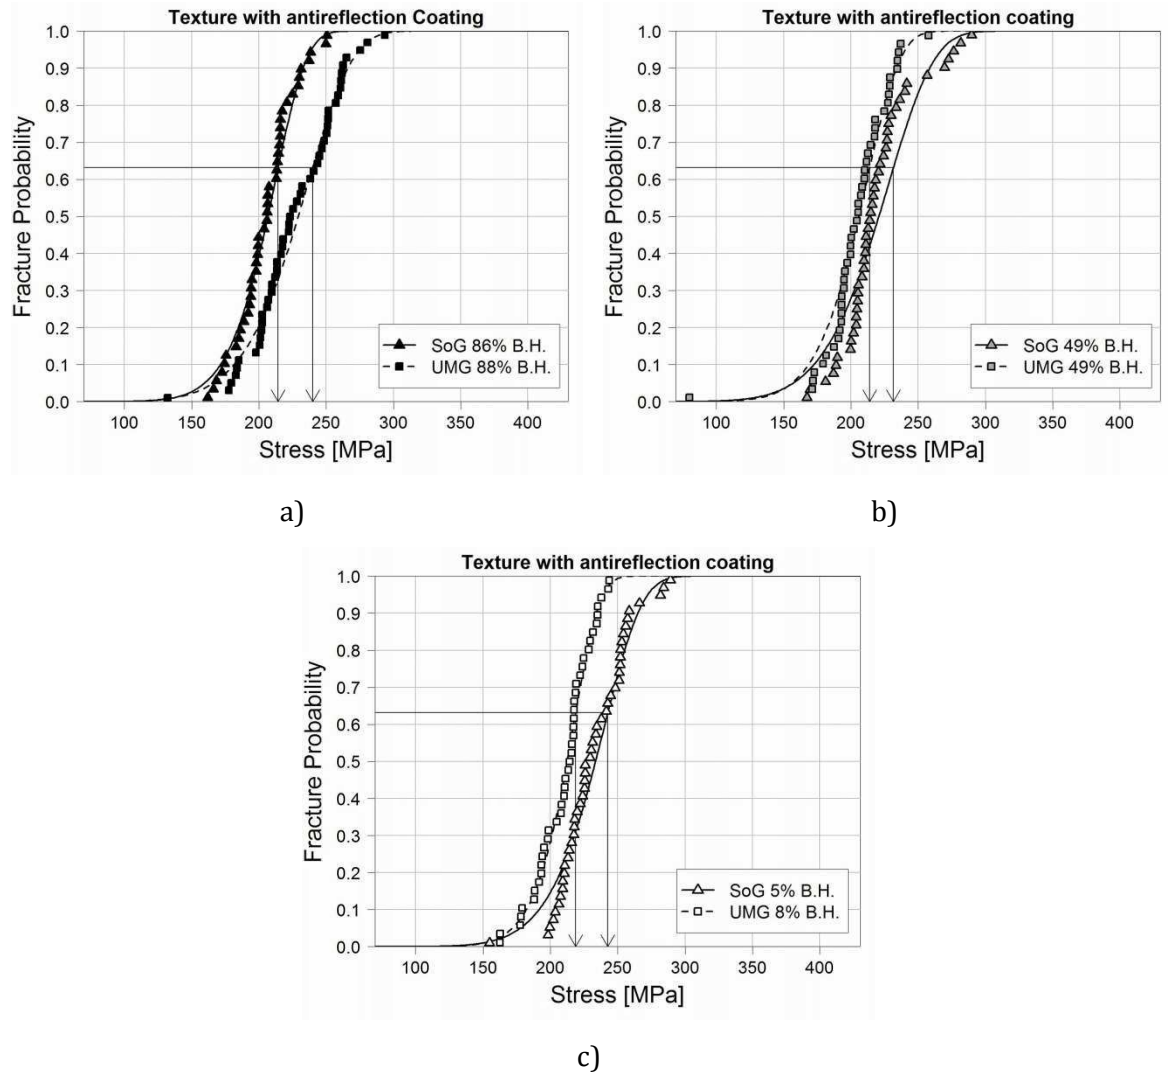 Texture with antireflection Coating
Fracture Probability
1.0
0.9
0.8
0.7
0.6
0.5
0.4
0.3
0.2
0.1
0.0
SoG 86% B.H.
UMG 88% B.H.
100 150 200 250 300 350 400
Stress [MPa]
a)
Texture with antireflection coating
Fracture Probability
1.0
0.9
0.8
0.7
0.6
0.5
0.4
0.3
0.2
0.1
0.0
SoG 49% B.H.
UMG 49% B.H.
100 150 200 250 300 350 400
Stress [MPa]
b)
Texture with antireflection coating
Fracture Probability
1.0
0.9
0.8
0.7
0.6
0.5
0.4
0.3
0.2
0.1
0.0
SoG 5% B.H.
UMG 8% B.H.
100 150 200 250 300 350 400
Stress [MPa]
c)